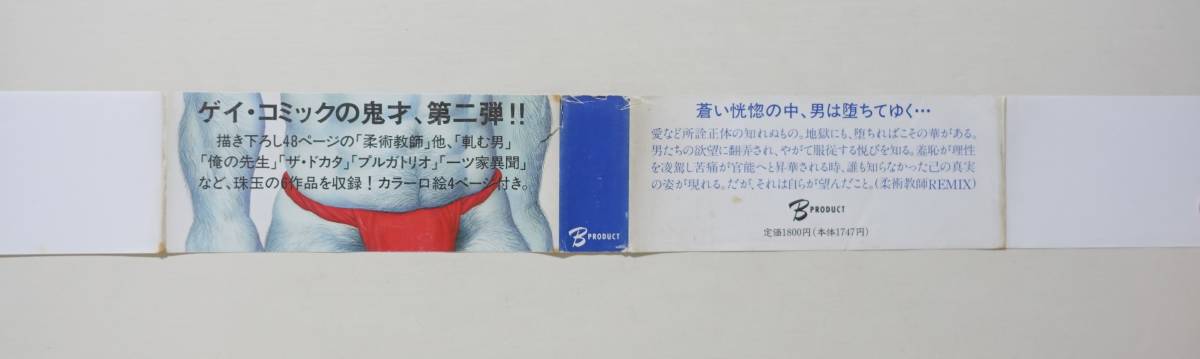 ゲイ・コミックの鬼才、第二弾!!
描き下ろし48ページの「柔術教師」他、「軋む男」
「俺の先生」「ザ・ドカタ」「プルガトリオ」「一ツ家異聞」
など、珠玉の6作品を収録!カラー口絵4ページ付き。
B PRODUCT
蒼い恍惚の中、男は堕ちてゆく…
愛など所詮正体の知れぬもの。地獄にも、堕ちればこその華がある。
男たちの欲望に翻弄され、やがて服従する悦びを知る。羞恥が理性
を凌駕し苦痛が官能へと昇華される時、誰も知らなかった己の真実
の姿が現れる。だが、それは自らが望んだこと。(柔術教師REMIX)
B PRODUCT
定価1800円(本体1747円)